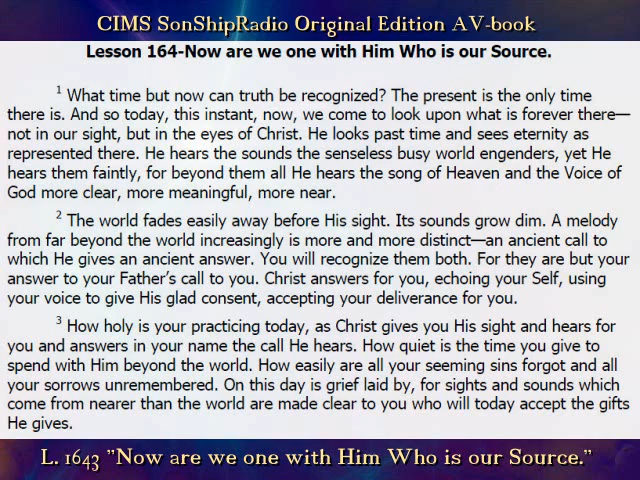 CIMS SonShipRadio Original Edition AV-book
Lesson 164-Now are we one with Him Who is our Source.
1 What time but now can truth be recognized? The present is the only time
there is. And so today, this instant, now, we come to look upon what is forever there—
not in our sight, but in the eyes of Christ. He looks past time and sees eternity as
represented there. He hears the sounds the senseless busy world engenders, yet He
hears them faintly, for beyond them all He hears the song of Heaven and the Voice of
God more clear, more meaningful, more near.
2 The world fades easily away before His sight. Its sounds grow dim. A melody
from far beyond the world increasingly is more and more distinct—an ancient call to
which He gives an ancient answer. You will recognize them both. For they are but your
answer to your Father's call to you. Christ answers for you, echoing your Self, using
your voice to give His glad consent, accepting your deliverance for you.
3 How holy is your practicing today, as Christ gives you His sight and hears for
you and answers in your name the call He hears. How quiet is the time you give to
spend with Him beyond the world. How easily are all your seeming sins forgot and all
your sorrows unremembered. On this day is grief laid by, for sights and sounds which
come from nearer than the world are made clear to you who will today accept the gifts
He gives.
L. 1643 "Now are we one with Him Who is our Source."